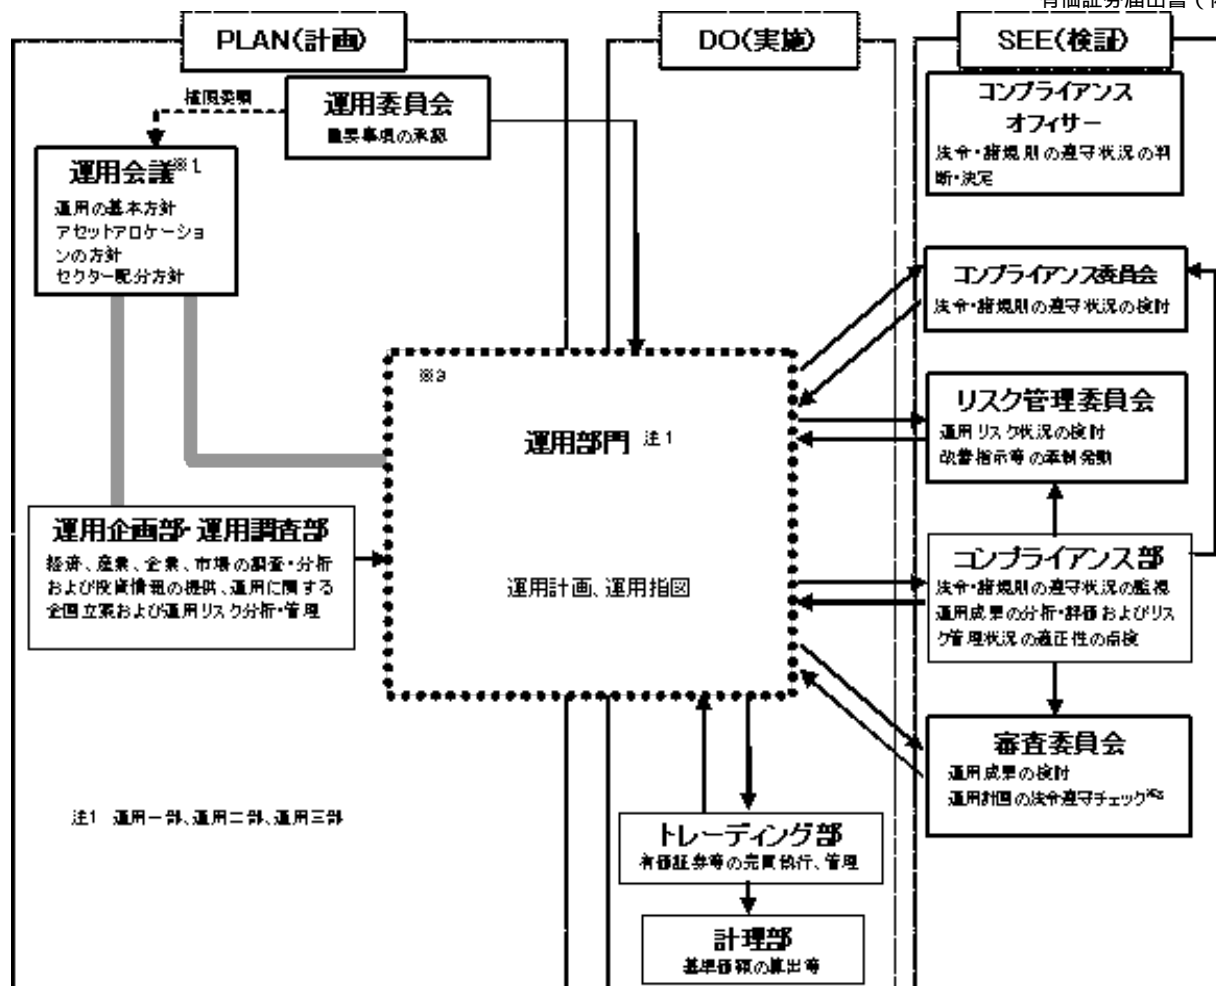 有価証券届出書（
PLAN(計画)
DO(実施)
SEE(検証)
権限委嘱
運用委員会
重要事項の承認
運用会議※1
運用の基本方針
アセットアロケーショ
ンの方針
セクター配分方針
コンプライアンス
オフィサー
法令・諸規則の遵守状況の判
断・決定
コンプライアンス委員会
法令・諸規則の遵守状況の検討
※3
運用部門 注1
運用計画、運用指図
リスク管理委員会
運用リスク状況の検討
改善指示等の牽制発動
運用企画部・運用調査部
経済、産業、企業、市場の調査・分析
および投資情報の提供、運用に関する
企画立案および運用リスク分析・管理
コンプライアンス部
法令・諸規則の遵守状況の監視
運用成果の分析・評価およびリス
ク管理状況の適正性の点検
審査委員会
運用成果の検討
運用計画の法令遵守チェック※2
注1 運用一部、運用二部、運用三部
トレーディング部
有価証券等の売買執行、管理
計理部
基準価額の算出等